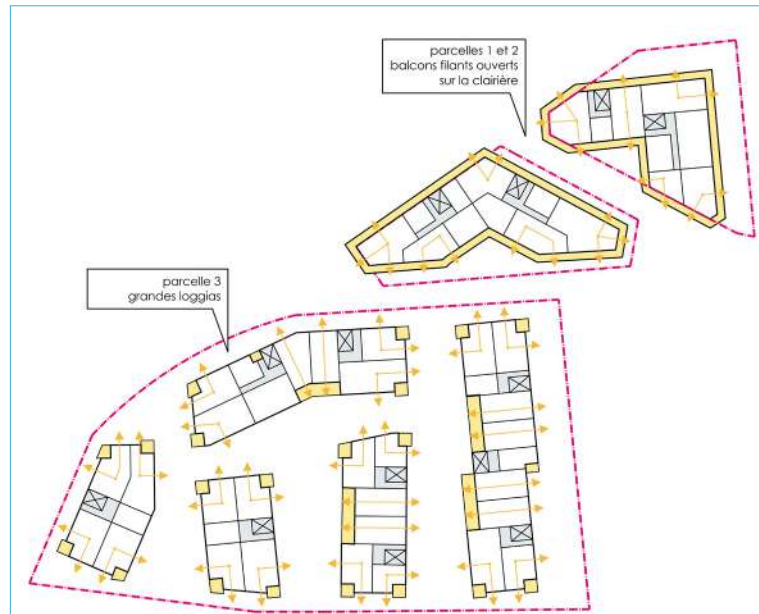 parcelles 1 et 2
balcons filants ouverts
sur la clairière
parcelle 3
grandes loggias